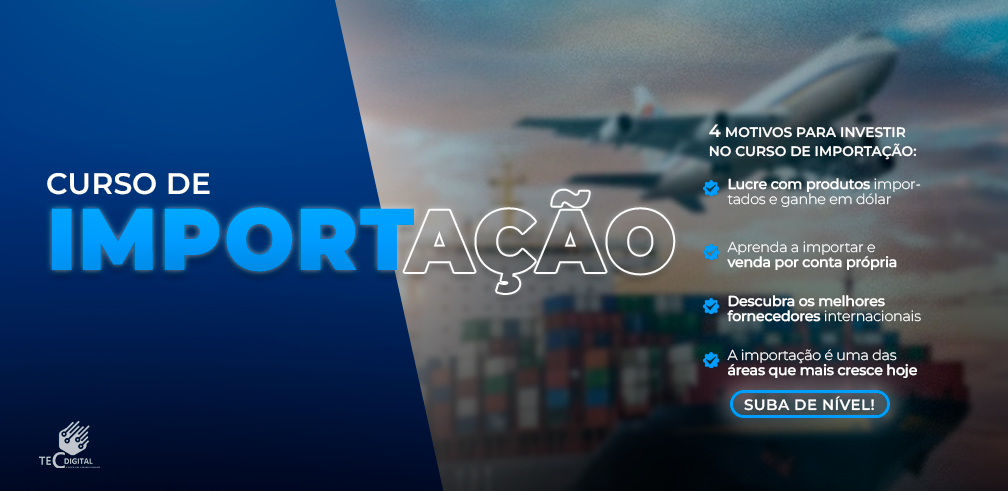 CURSO DE
IMPORTAÇÃO
4 MOTIVOS PARA INVESTIR
NO CURSO DE IMPORTAÇÃO:
Lucre com produtos impor-
tados e ganhe em dólar
Aprenda a importar e
venda por conta própria
Descubra os melhores
fornecedores internacionais
A importação é uma das
áreas que mais cresce hoje
SUBA DE NÍVEL!
TEC DIGITAL